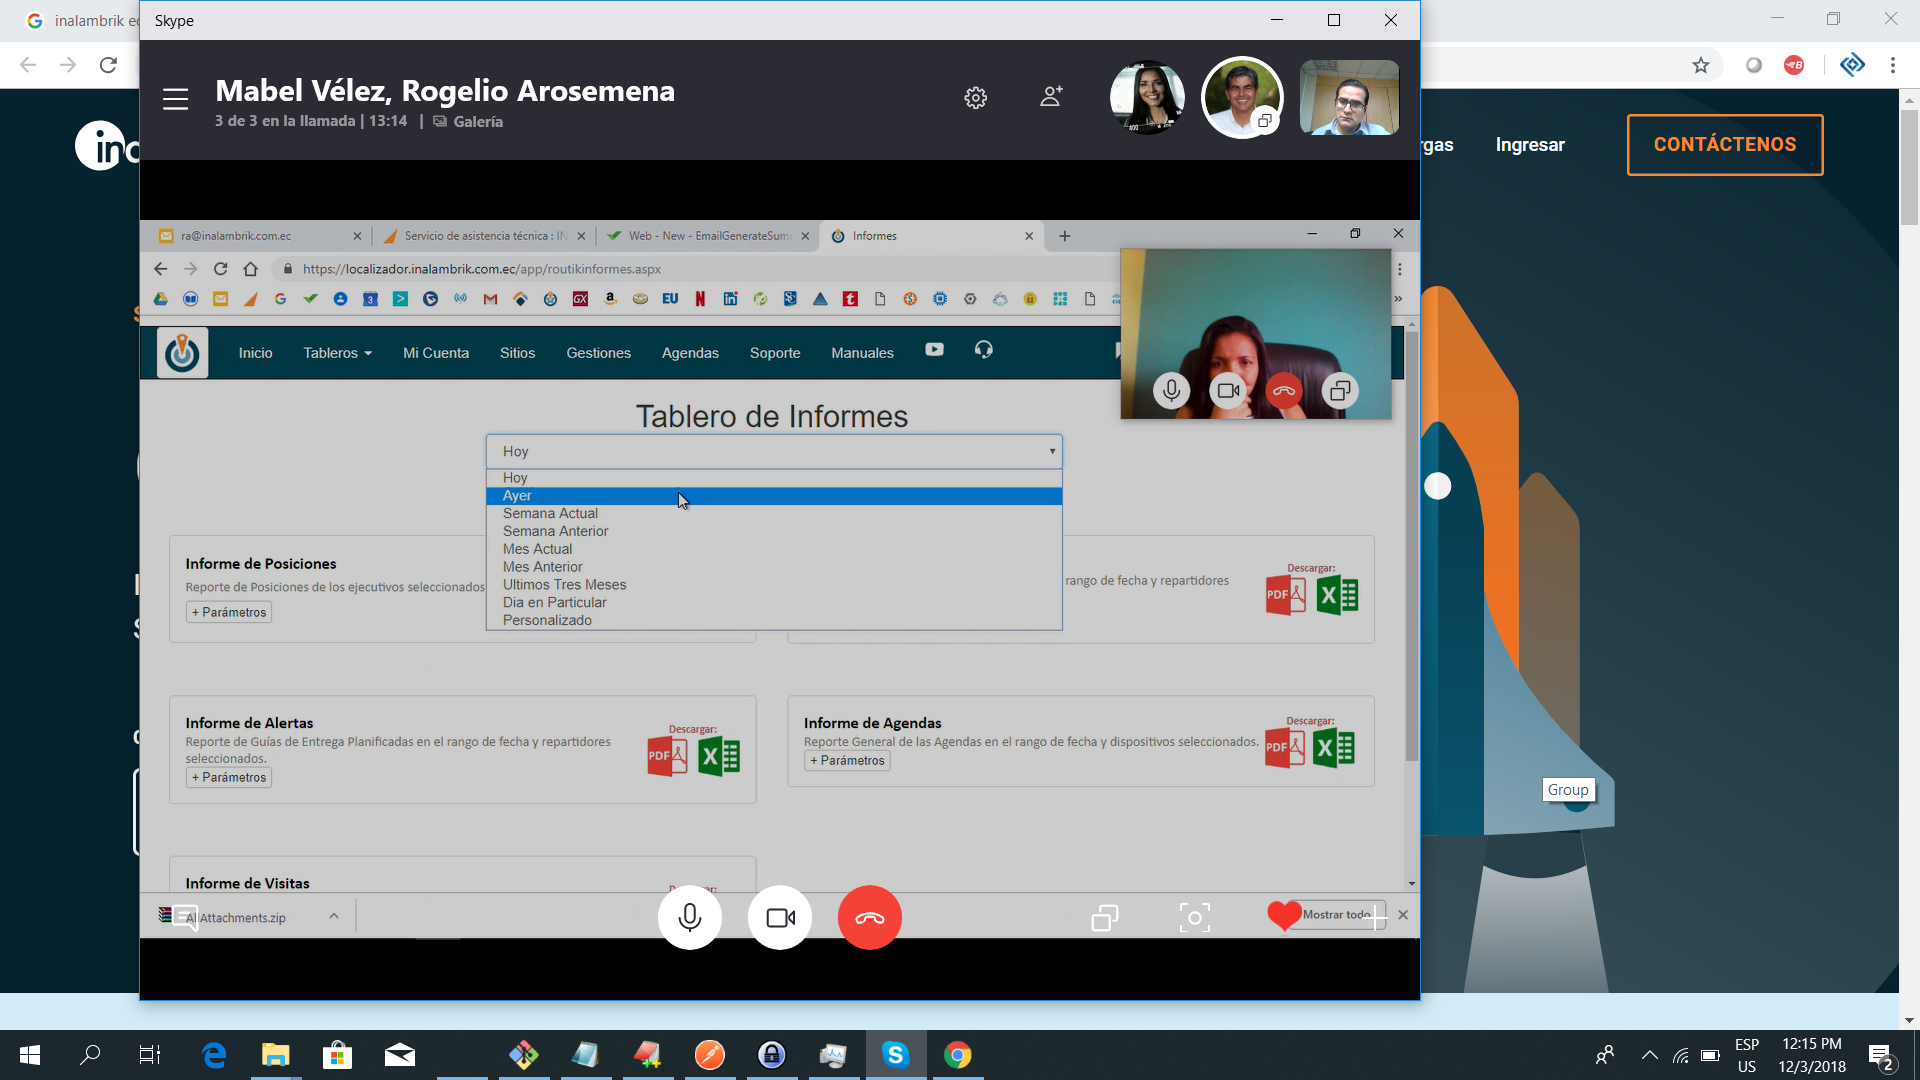 inalambrik
Skype
Mabel Vélez, Rogelio Arosemena
3 de 3 en la llamada | 13:14 | Galería
in
Ingresar
CONTÁCTENOS
ra@inalambrik.com.ec
Servicio de asistencia técnica : IN
Web - New - EmailGenerateSum
Informes
https://localizador.inalambrik.com.ec/app/routikinformes.aspx
EU
Inicio
Tableros
Mi Cuenta
Sitios
Gestiones
Agendas
Soporte
Manuales
Tablero de Informes
Hoy
Hoy
Ayer
Semana Actual
Semana Anterior
Mes Actual
Mes Anterior
Ultimos Tres Meses
Dia en Particular
Personalizado
Informe de Posiciones
Reporte de Posiciones de los ejecutivos seleccionados
+ Parámetros
rango de fecha y repartidores
Descargar:
PDF
Informe de Alertas
Reporte de Guías de Entrega Planificadas en el rango de fecha y repartidores
seleccionados.
+ Parámetros
Descargar:
PDF
Informe de Agendas
Reporte General de las Agendas en el rango de fecha y dispositivos seleccionados.
+ Parámetros
Descargar:
PDF
Informe de Visitas
AllAttachments.zip
Mostrar todo
Group
ESP
US
12:15 PM
12/3/2018
2